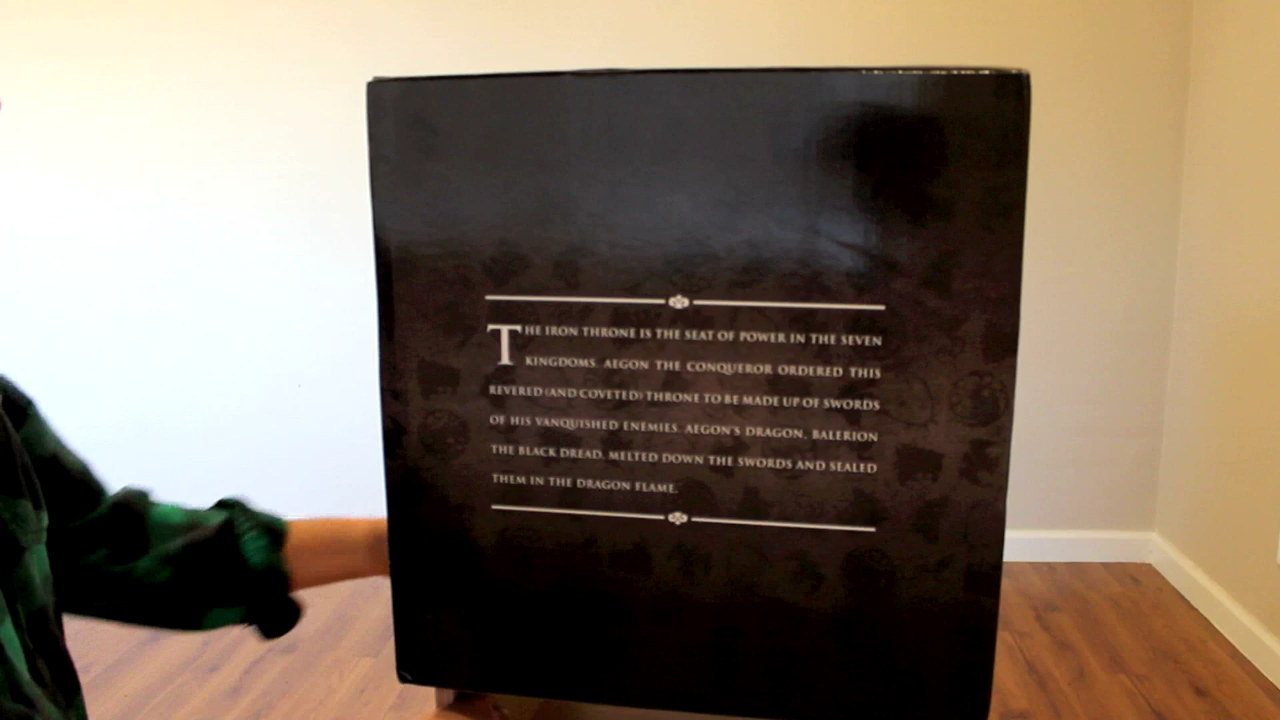 THE IRON THRONE IS THE SEAT OF POWER IN THE SEVEN
KINGDOMS. AEGON THE CONQUEROR ORDERED THIS
REVERED (AND COVETED) THRONE TO BE MADE UP OF SWORDS
OF HIS VANQUISHED ENEMIES. AEGON'S DRAGON, BALERION
THE BLACK DREAD, MELTED DOWN THE SWORDS AND SEALED
THEM IN THE DRAGON FLAME.